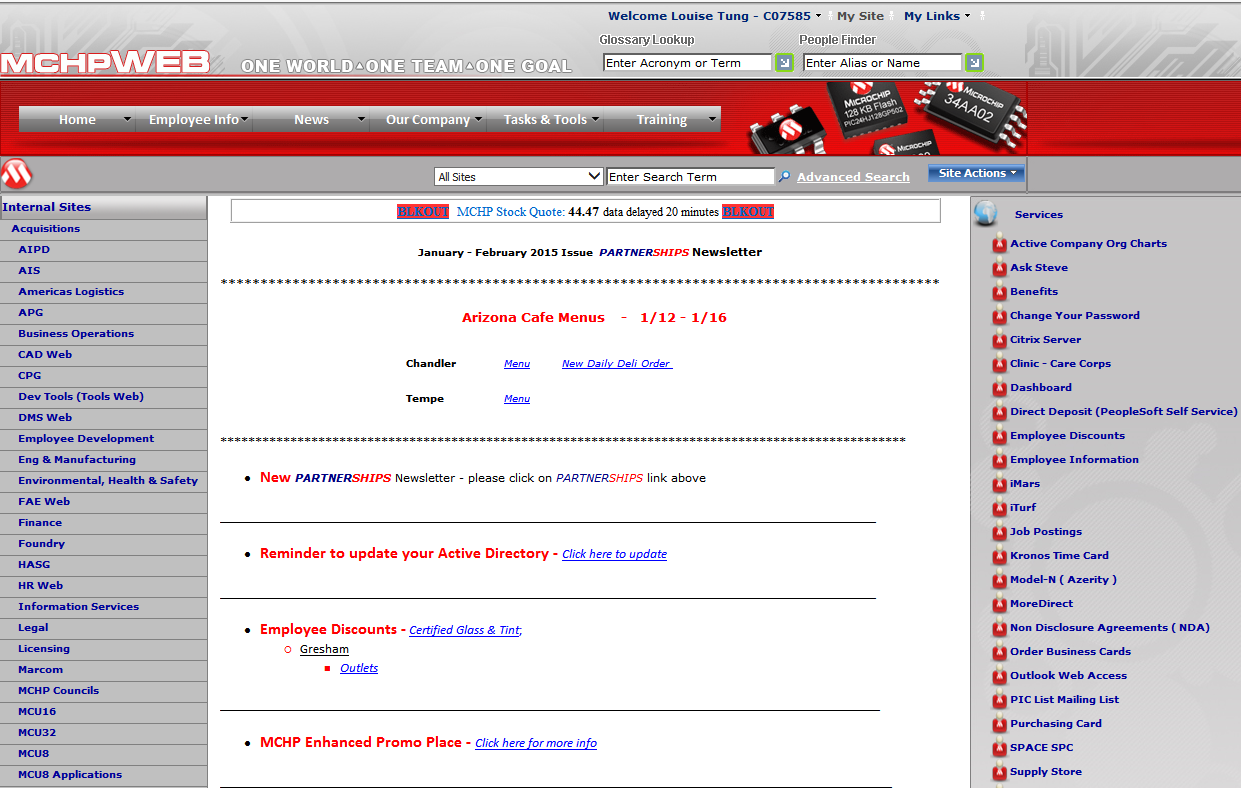 Welcome Louise Tung - C07585
My Site
My Links
Glossary Lookup
People Finder
Enter Acronym or Term
Enter Alias or Name
MCHPWEB
ONE WORLD▲ONE TEAM▲ONE GOAL
Home
Employee Info
News
Our Company
Tasks & Tools
Training
MICROCHIP
128 KB Flash
PIC24HJ128GP502
MICROCHIP
34AA02
MICROCHIP
All Sites
Enter Search Term
Advanced Search
Site Actions
Internal Sites
Acquisitions
AIPD
AIS
Americas Logistics
APG
Business Operations
CAD Web
CPG
Dev Tools (Tools Web)
DMS Web
Employee Development
Eng & Manufacturing
Environmental, Health & Safety
FAE Web
Finance
Foundry
HASG
HR Web
Information Services
Legal
Licensing
Marcom
MCHP Councils
MCU16
MCU32
MCU8
MCU8 Applications
BLKOUT MCHP Stock Quote: 44.47 data delayed 20 minutes BLKOUT
January - February 2015 Issue PARTNERSHIPS Newsletter
Arizona Cafe Menus - 1/12 - 1/16
Chandler Menu New Daily Deli Order
Tempe Menu
New PARTNERSHIPS Newsletter - please click on PARTNERSHIPS link above
Reminder to update your Active Directory - Click here to update
Employee Discounts - Certified Glass & Tint;
Gresham
Outlets
MCHP Enhanced Promo Place - Click here for more info
Services
Active Company Org Charts
Ask Steve
Benefits
Change Your Password
Citrix Server
Clinic - Care Corps
Dashboard
Direct Deposit (PeopleSoft Self Service)
Employee Discounts
Employee Information
iMars
iTurf
Job Postings
Kronos Time Card
Model-N ( Azerity )
MoreDirect
Non Disclosure Agreements ( NDA)
Order Business Cards
Outlook Web Access
PIC List Mailing List
Purchasing Card
SPACE SPC
Supply Store